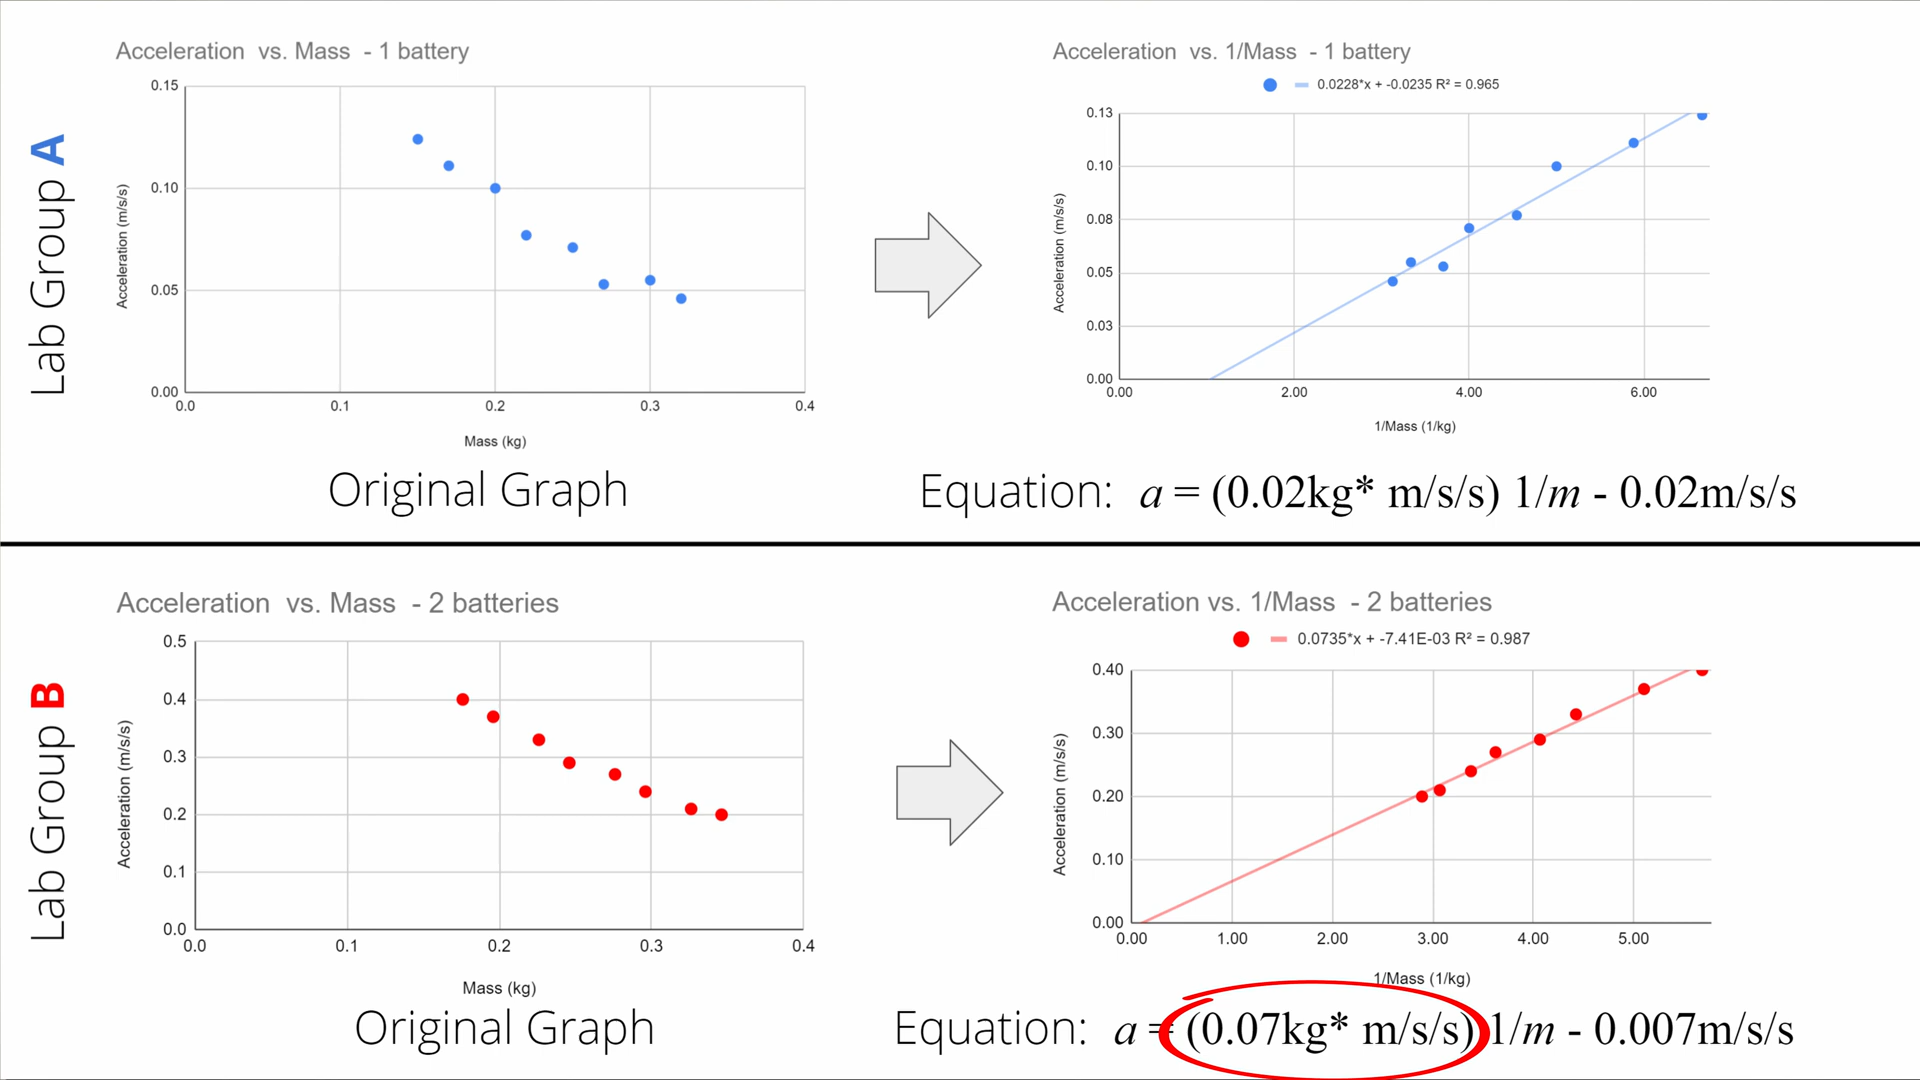 Lab Group A
Acceleration vs. Mass - 1 battery
0.15
0.10
0.05
0.00
Acceleration (m/s/s)
0.0 0.1 0.2 0.3 0.4
Mass (kg)
Original Graph
Acceleration vs. 1/Mass - 1 battery
0.0228*x + -0.0235 R² = 0.965
0.13
0.10
0.08
0.05
0.03
0.00
Acceleration (m/s/s)
0.00 2.00 4.00 6.00
1/Mass (1/kg)
Equation: a = (0.02kg* m/s/s) 1/m - 0.02m/s/s
Lab Group B
Acceleration vs. Mass - 2 batteries
0.5
0.4
0.3
0.2
0.1
0.0
Acceleration (m/s/s)
0.0 0.1 0.2 0.3 0.4
Mass (kg)
Original Graph
Acceleration vs. 1/Mass - 2 batteries
0.0735*x + -7.41E-03 R² = 0.987
0.40
0.30
0.20
0.10
0.00
Acceleration (m/s/s)
0.00 1.00 2.00 3.00 4.00 5.00
1/Mass (1/kg)
Equation: a = (0.07kg* m/s/s) 1/m - 0.007m/s/s